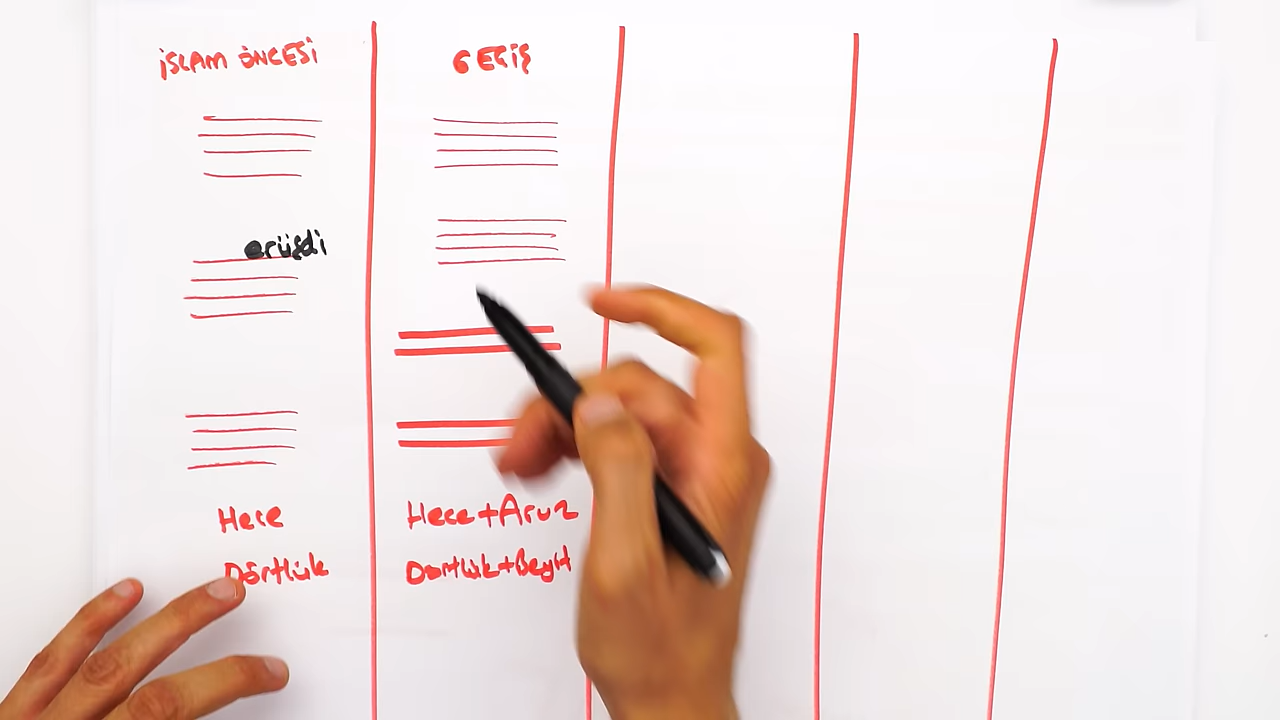 İSLAM ÖNCESİ
GEÇİŞ
erüşdi
Hece
Dörtlük
Hece+Aruz
Dörtlük+Beyit